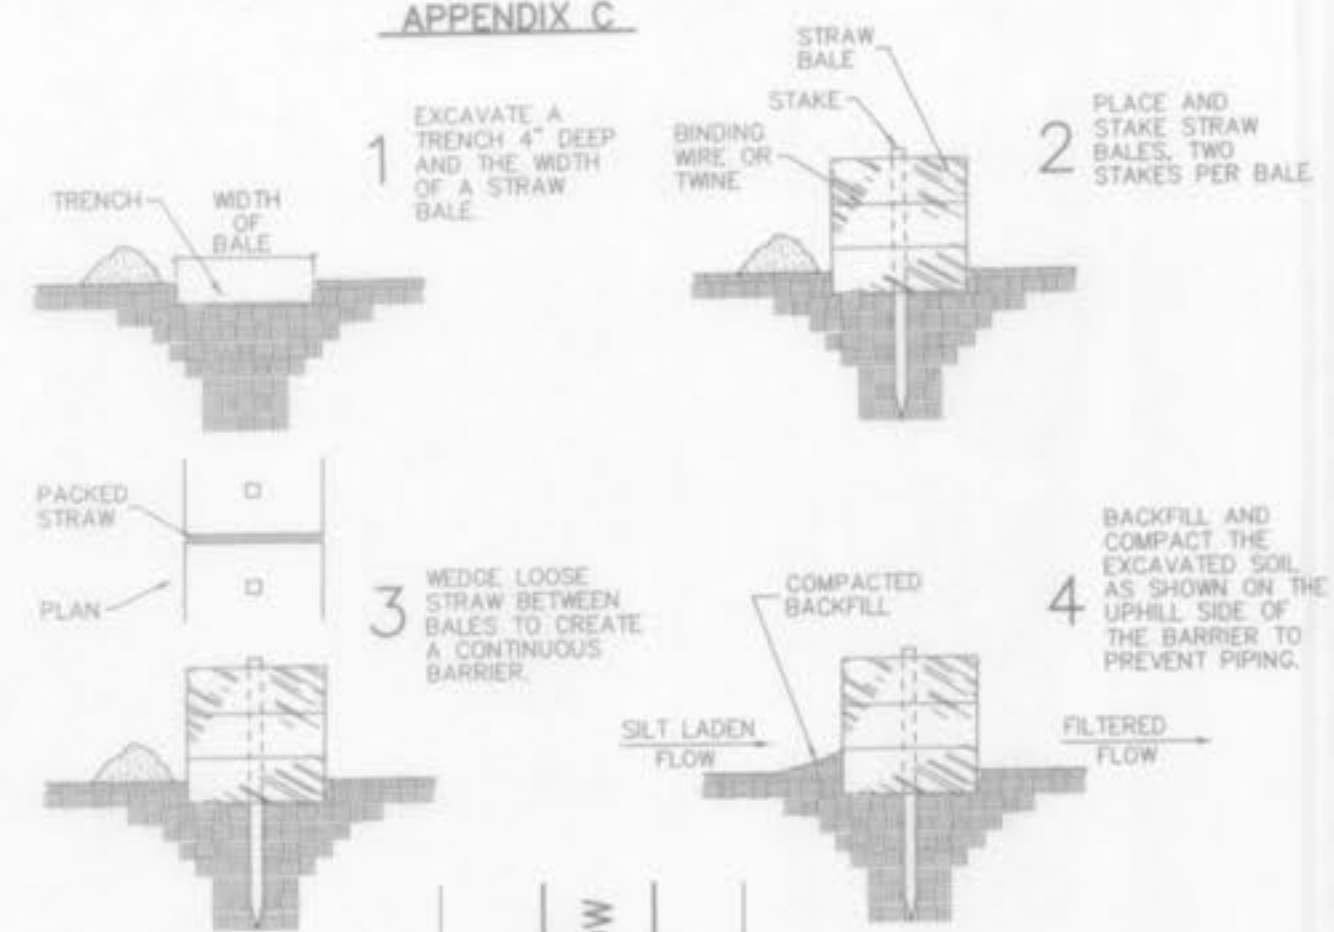 APPENDIX C
1
EXCAVATE A
TRENCH 4" DEEP
AND THE WIDTH
OF A STRAW
BALE.
TRENCH
WIDTH
OF
BALE
STRAW
BALE
STAKE
BINDING
WIRE OR
TWINE
2
PLACE AND
STAKE STRAW
BALES, TWO
STAKES PER BALE.
PACKED
STRAW
PLAN
3
WEDGE LOOSE
STRAW BETWEEN
BALES TO CREATE
A CONTINUOUS
BARRIER.
COMPACTED
BACKFILL
4
BACKFILL AND
COMPACT THE
EXCAVATED SOIL
AS SHOWN ON THE
UPHILL SIDE OF
THE BARRIER TO
PREVENT PIPING.
SILT LADEN
FLOW
FILTERED
FLOW